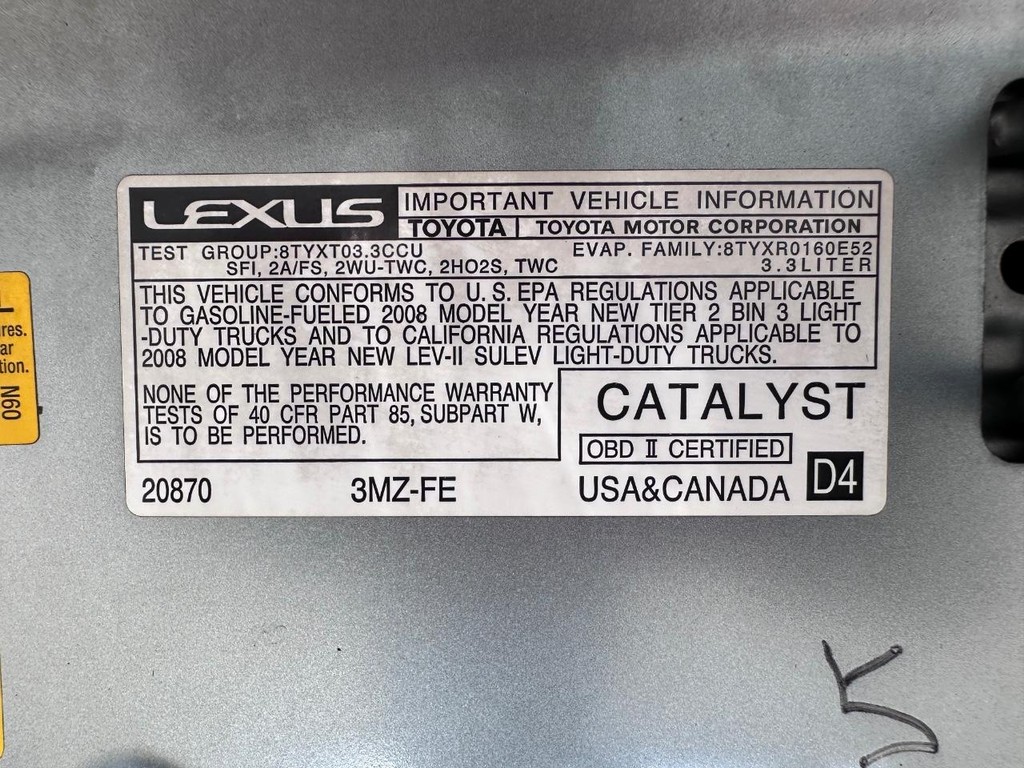 LEXUS
IMPORTANT VEHICLE INFORMATION
TOYOTA TOYOTA MOTOR CORPORATION
TEST GROUP:8TYXT03.3CCU EVAP. FAMILY:8TYXR0160E52
SFI, 2A/FS, 2WU-TWC, 2HO2S, TWC 3.3LITER
THIS VEHICLE CONFORMS TO U.S. EPA REGULATIONS APPLICABLE
TO GASOLINE-FUELED 2008 MODEL YEAR NEW TIER 2 BIN 3 LIGHT
-DUTY TRUCKS AND TO CALIFORNIA REGULATIONS APPLICABLE TO
2008 MODEL YEAR NEW LEV-II SULEV LIGHT-DUTY TRUCKS.
NONE OF THE PERFORMANCE WARRANTY
TESTS OF 40 CFR PART 85, SUBPART W,
IS TO BE PERFORMED.
CATALYST
OBD II CERTIFIED
20870 3MZ-FE USA&CANADA D4
N60